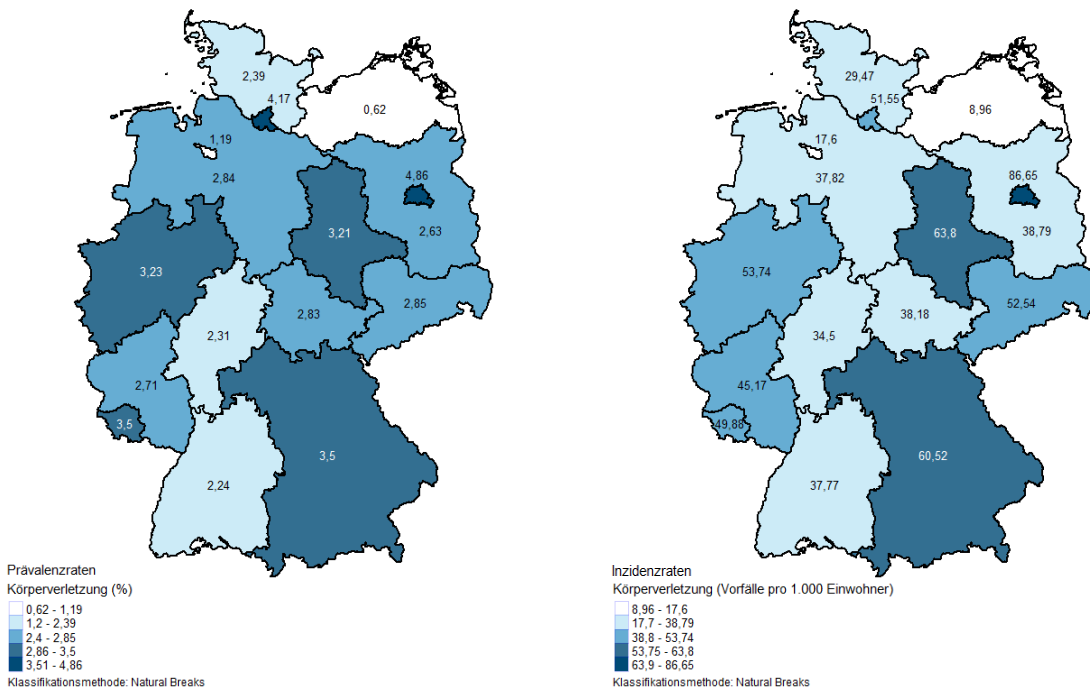 2,39
4,17
0,62
1,19
2,84
4,86
2,63
3,21
3,23
2,85
2,83
2,31
2,71
3,5
3,5
2,24
Prävalenzraten
Körperverletzung (%)
0,62 - 1,19
1,2 - 2,39
2,4 - 2,85
2,86 - 3,5
3,51 - 4,86
Klassifikationsmethode: Natural Breaks
29,47
51,55
8,96
17,6
37,82
86,65
38,79
63,8
53,74
52,54
38,18
34,5
45,17
49,88
60,52
37,77
Inzidenzraten
Körperverletzung (Vorfälle pro 1.000 Einwohner)
8,96 - 17,6
17,7 - 38,79
38,8 - 53,74
53,75 - 63,8
63,9 - 86,65
Klassifikationsmethode: Natural Breaks